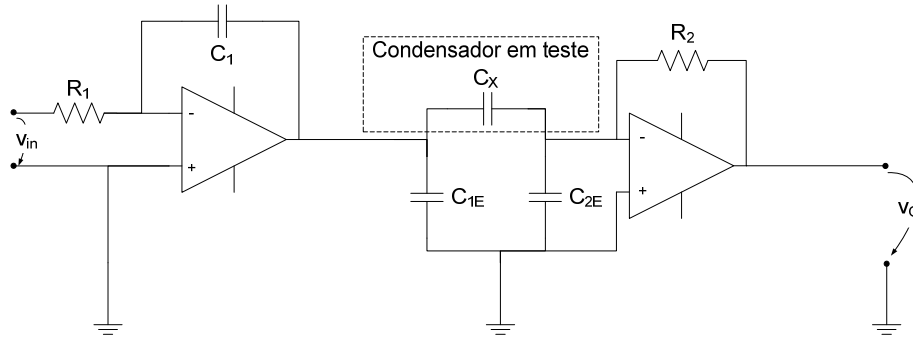 C1
R2
Condensador em teste
CX
R1
-
-
vin
+
C1E
C2E
+
vO